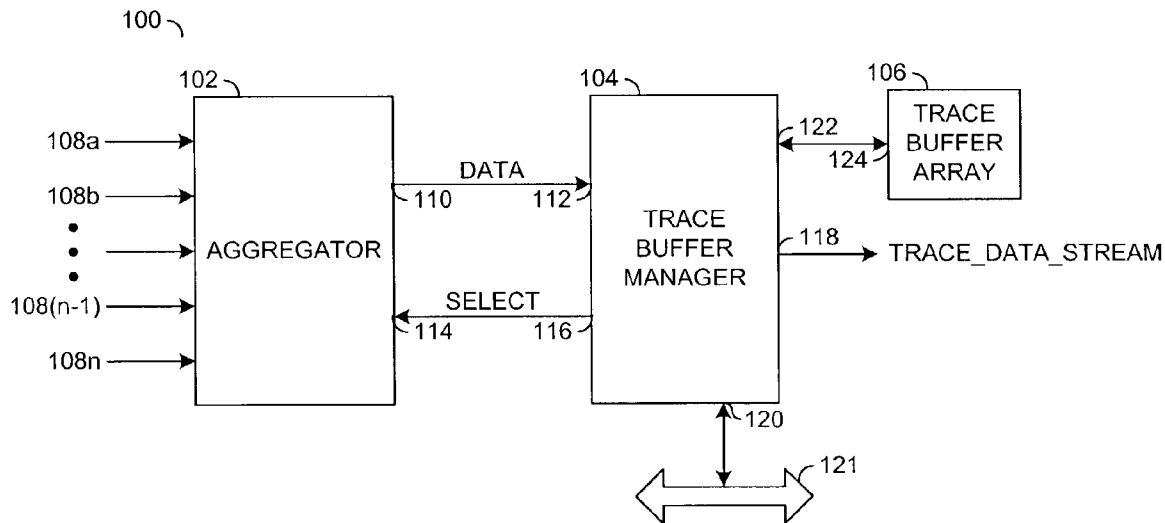 100
102
104
106
108a
108b
108(n-1)
108n
AGGREGATOR
DATA
110
112
SELECT
114
116
TRACE
BUFFER
MANAGER
122
124
TRACE
BUFFER
ARRAY
118
TRACE_DATA_STREAM
120
121